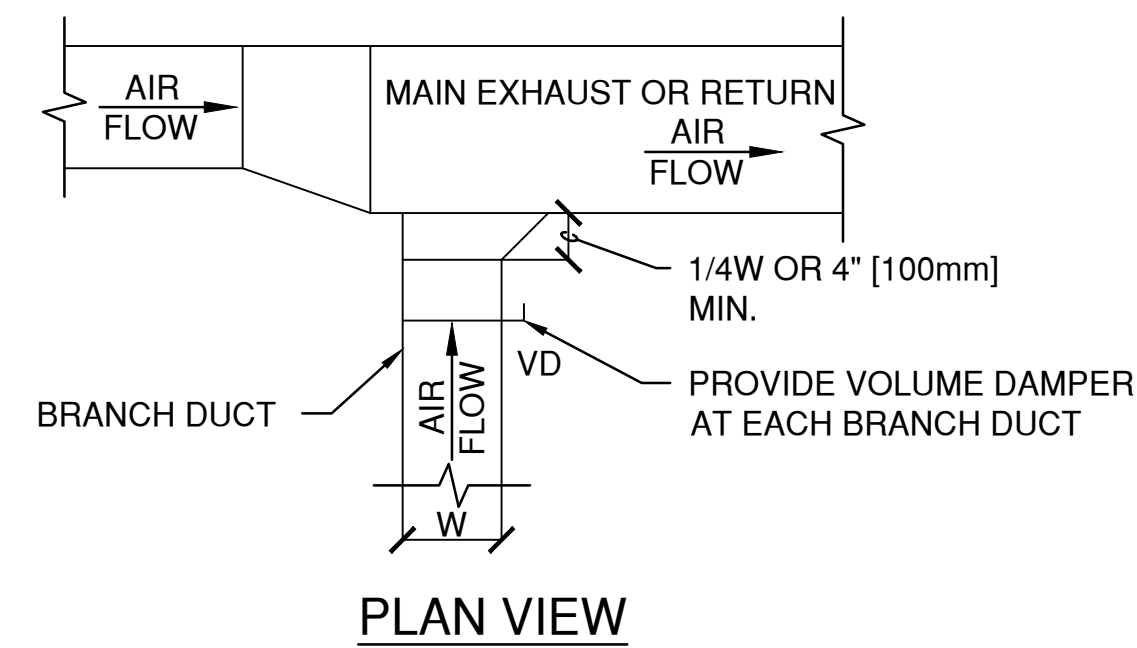 AIR
FLOW
MAIN EXHAUST OR RETURN
AIR
FLOW
1/4W OR 4" [100mm]
MIN.
VD
PROVIDE VOLUME DAMPER
AT EACH BRANCH DUCT
BRANCH DUCT
AIR
FLOW
W
PLAN VIEW